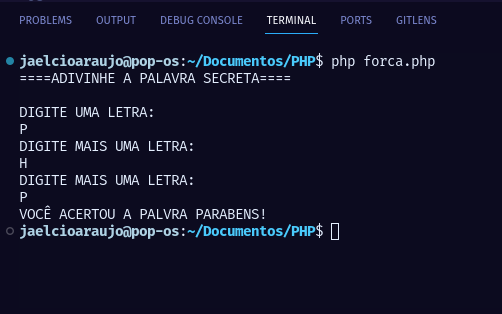 PROBLEMS OUTPUT DEBUG CONSOLE TERMINAL PORTS GITLENS
jaelcioaraujo@pop-os:~/Documentos/PHP$ php forca.php
====ADIVINHE A PALAVRA SECRETA====
DIGITE UMA LETRA:
P
DIGITE MAIS UMA LETRA:
H
DIGITE MAIS UMA LETRA:
P
VOCÊ ACERTOU A PALVRA PARABENS!
jaelcioaraujo@pop-os:~/Documentos/PHP$